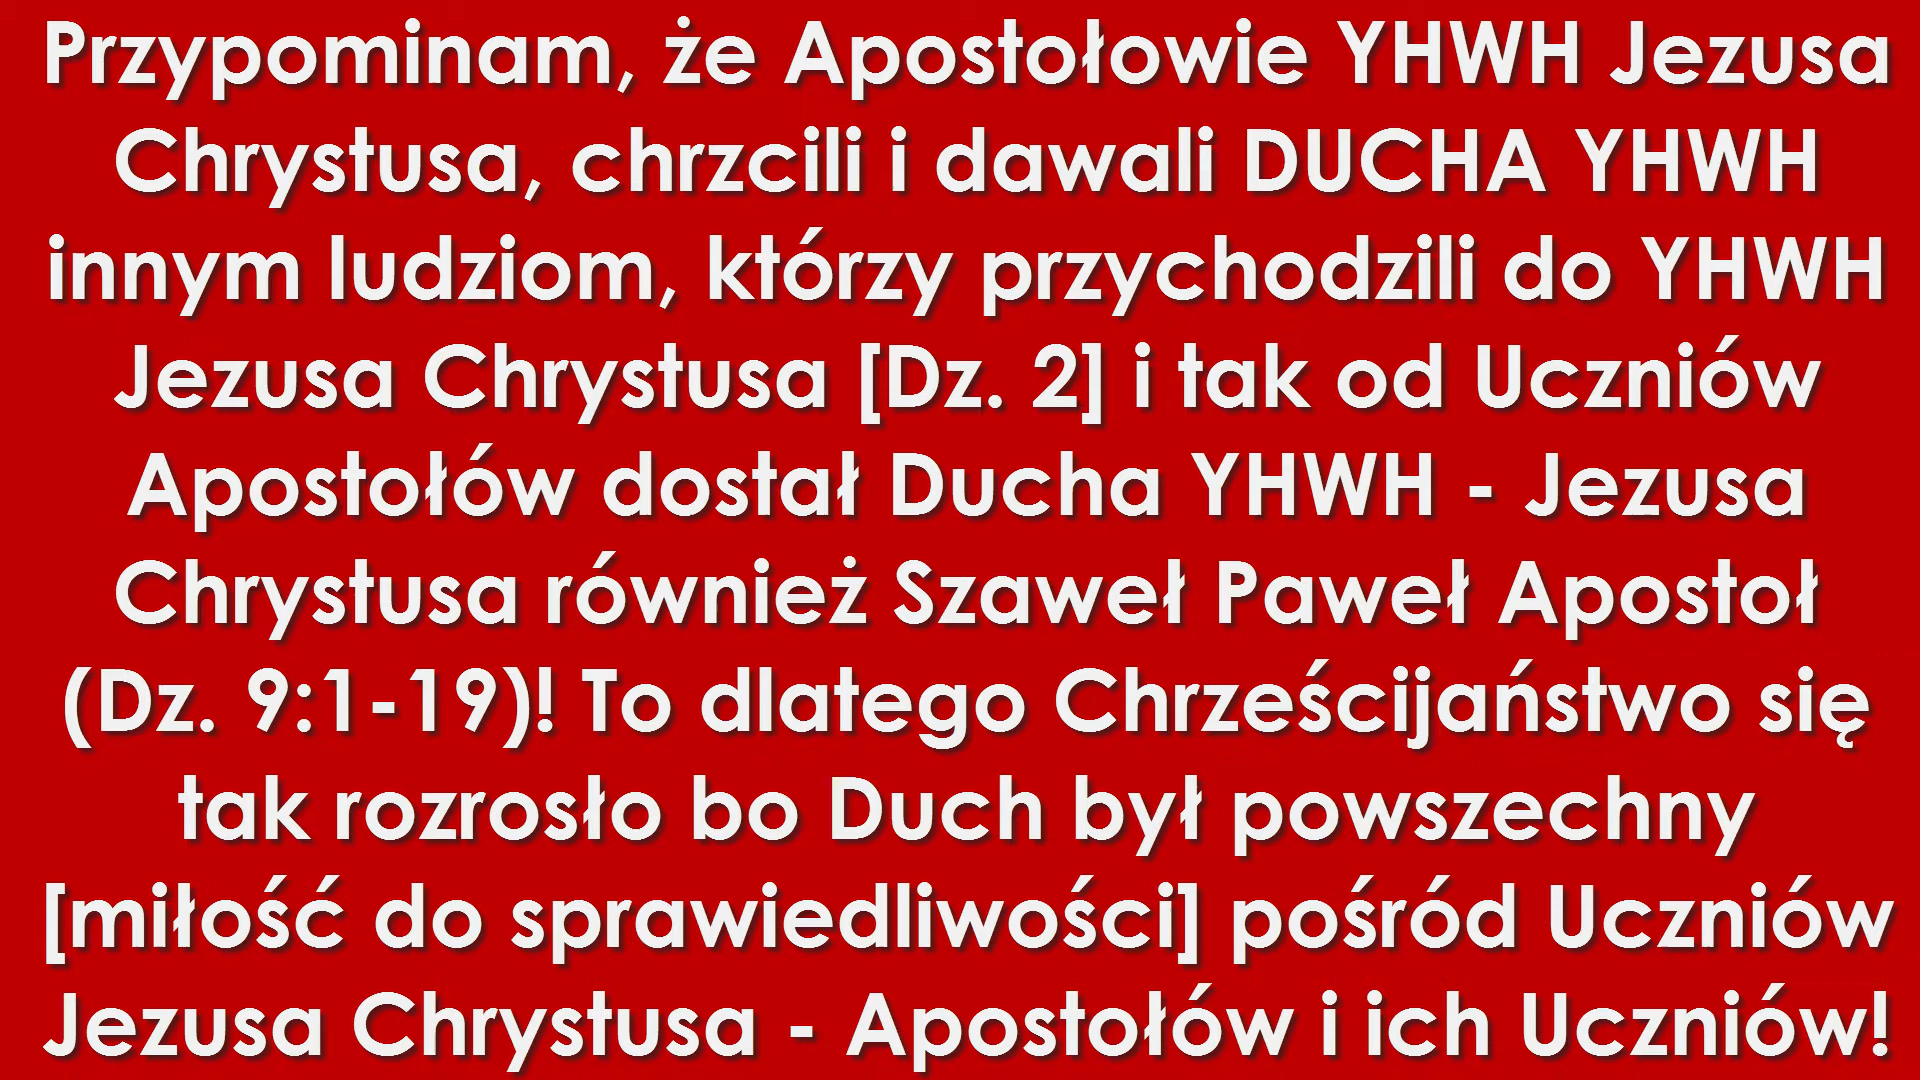 Przypominam, że Apostołowie YHWH Jezusa
Chrystusa, chrzcili i dawali DUCHA YHWH
innym ludziom, którzy przychodzili do YHWH
Jezusa Chrystusa [Dz. 2] i tak od Uczniów
Apostołów dostał Ducha YHWH - Jezusa
Chrystusa również Szaweł Paweł Apostoł
(Dz. 9:1-19)! To dlatego Chrześcijaństwo się
tak rozrosło bo Duch był powszechny
[miłość do sprawiedliwości] pośród Uczniów
Jezusa Chrystusa - Apostołów i ich Uczniów!